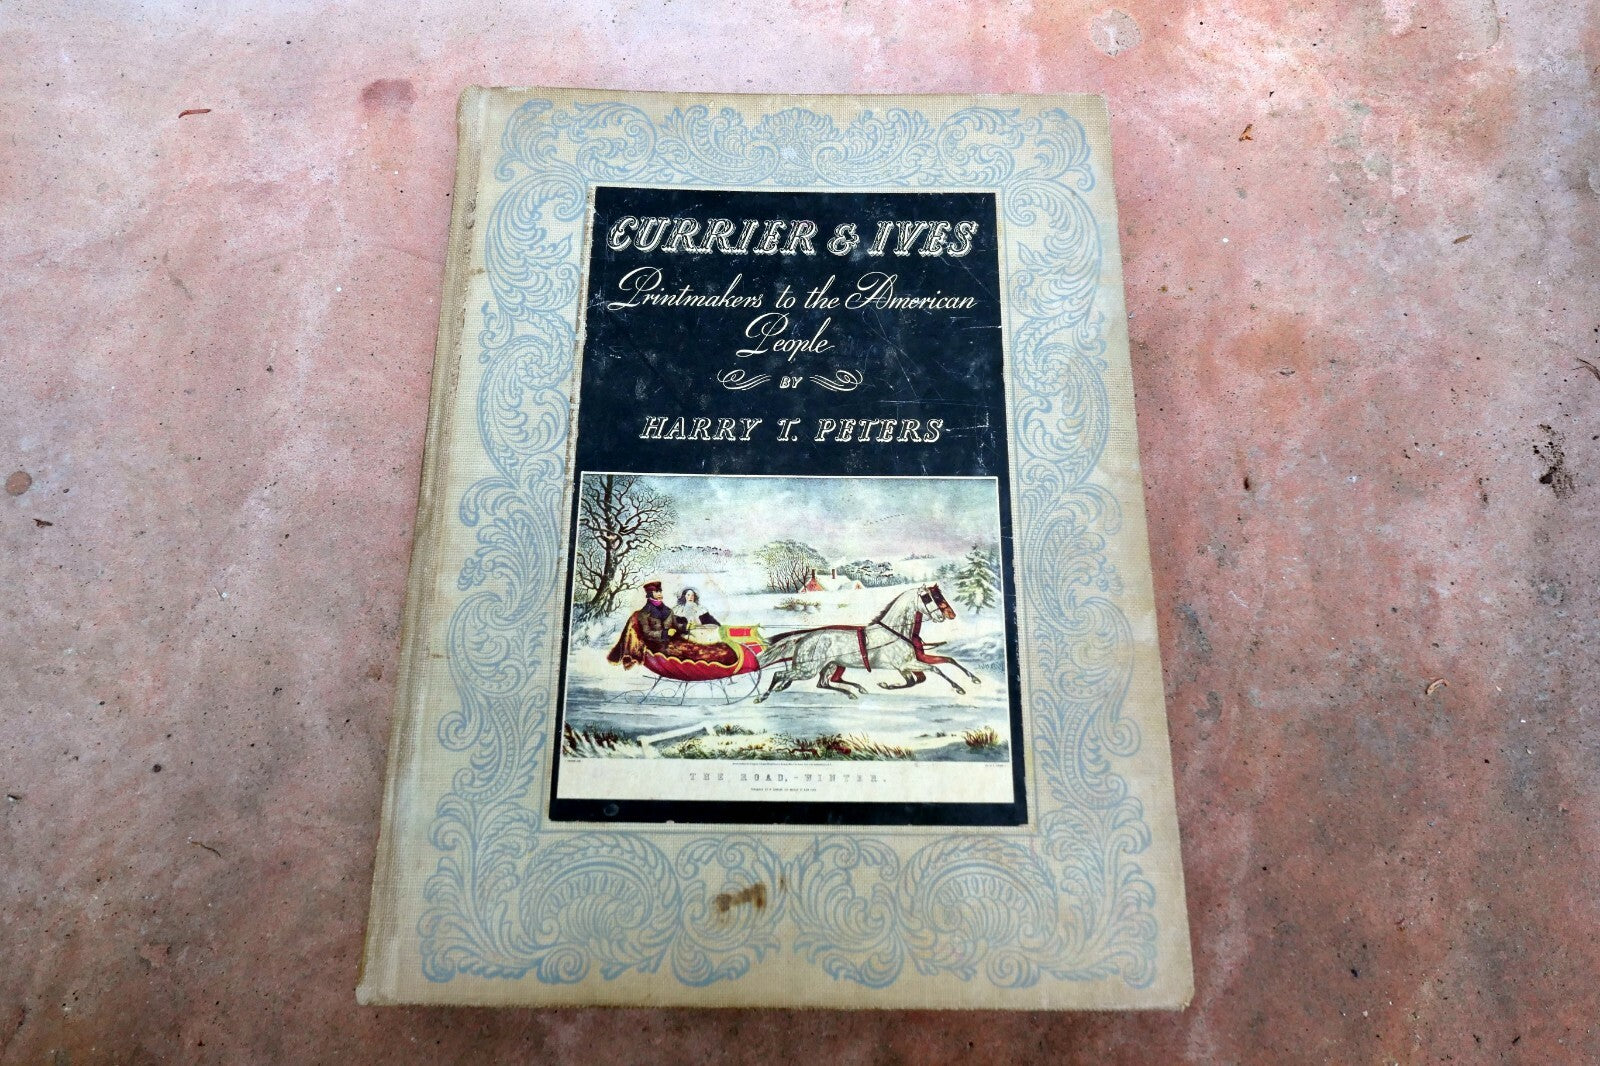 CURRIER & IVES
Printmakers to the American
People
BY
HARRY T. PETERS
THE ROAD,-WINTER.